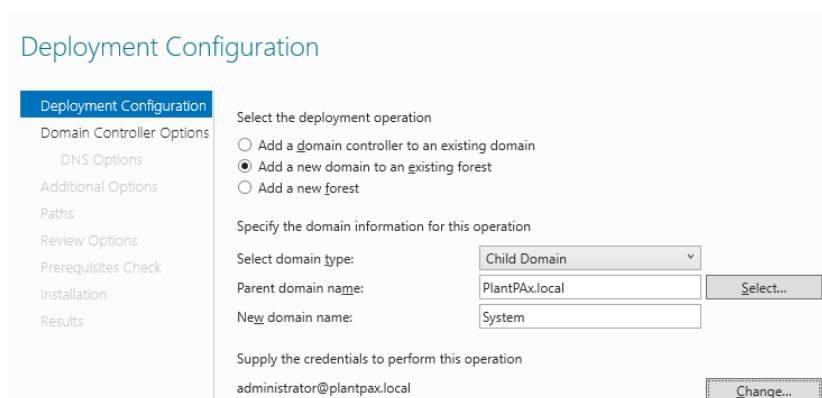 Deployment Configuration
Deployment Configuration
Domain Controller Options
DNS Options
Additional Options
Paths
Review Options
Prerequisites Check
Installation
Results
Select the deployment operation
Add a domain controller to an existing domain
Add a new domain to an existing forest
Add a new forest
Specify the domain information for this operation
Select domain type: Child Domain
Parent domain name: PlantPAx.local Select...
New domain name: System
Supply the credentials to perform this operation
administrator@plantpax.local Change...